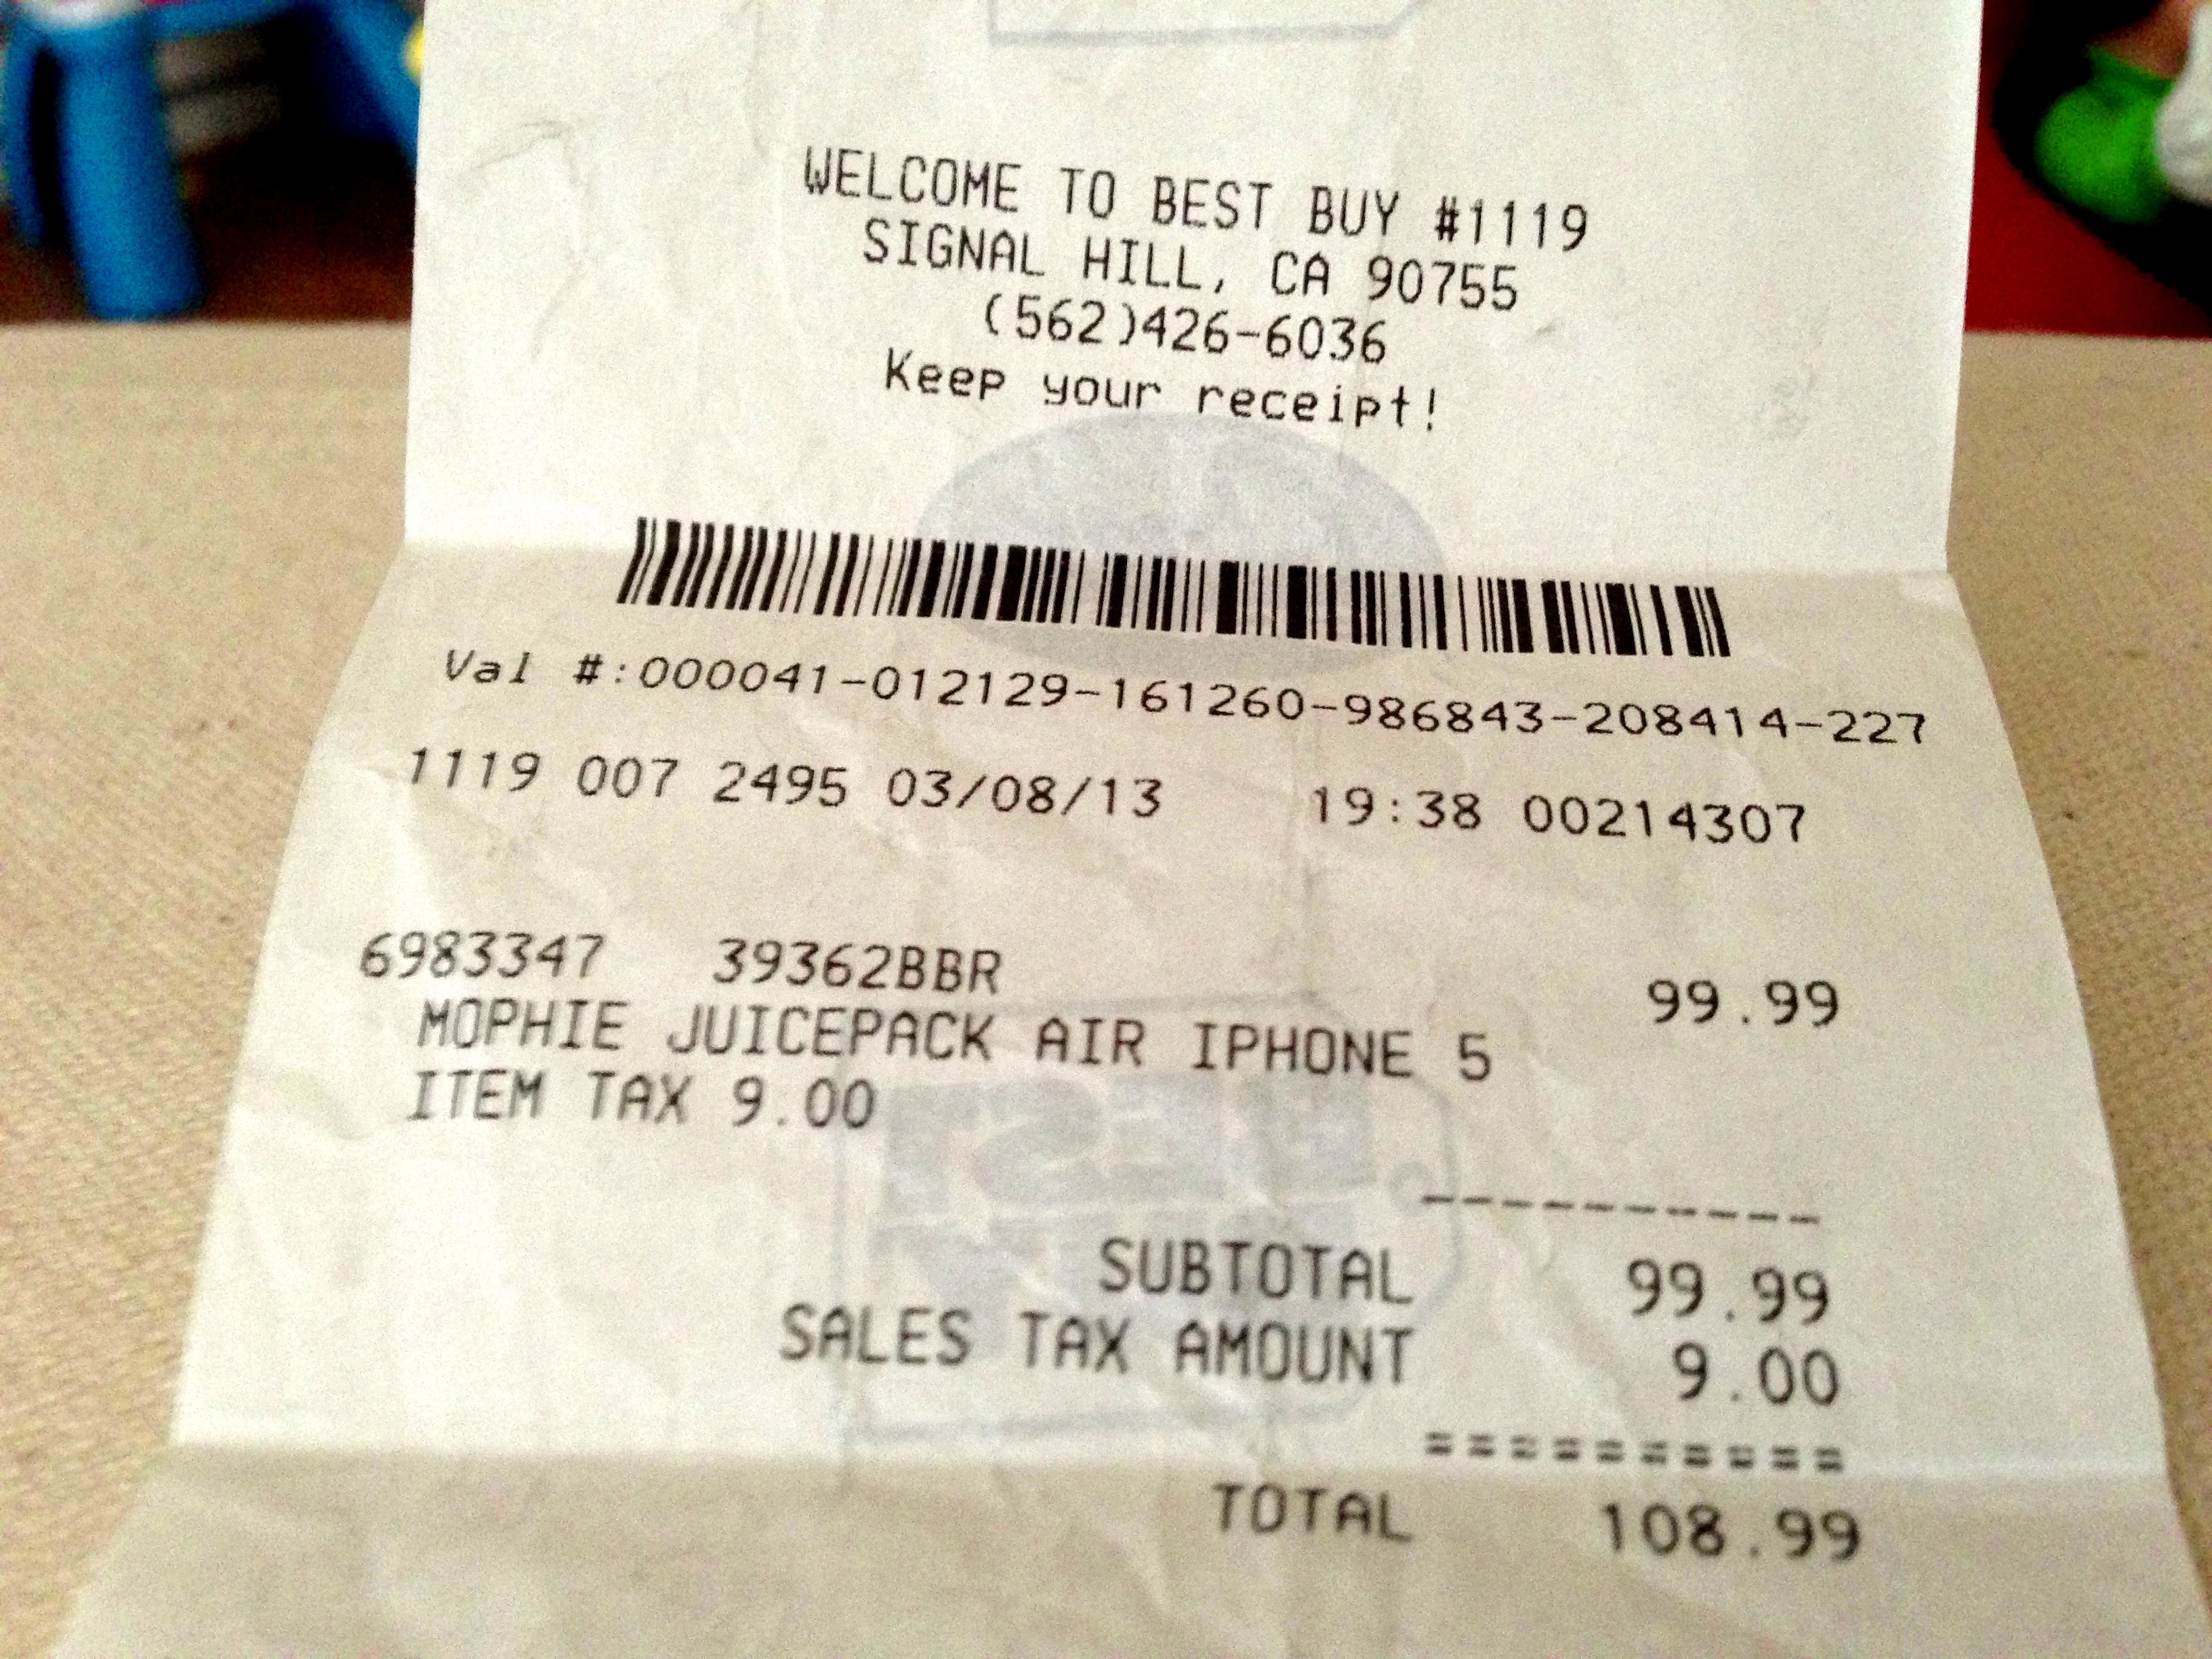 WELCOME TO BEST BUY #1119
SIGNAL HILL, CA 90755
(562)426-6036
Keep your receipt!
Val #:000041-012129-161260-986843-208414-227
1119 007 2495 03/08/13 19:38 00214307
6983347 39362BBR 99.99
MOPHIE JUICEPACK AIR IPHONE 5
ITEM TAX 9.00
----------
SUBTOTAL 99.99
SALES TAX AMOUNT 9.00
==========
TOTAL 108.99